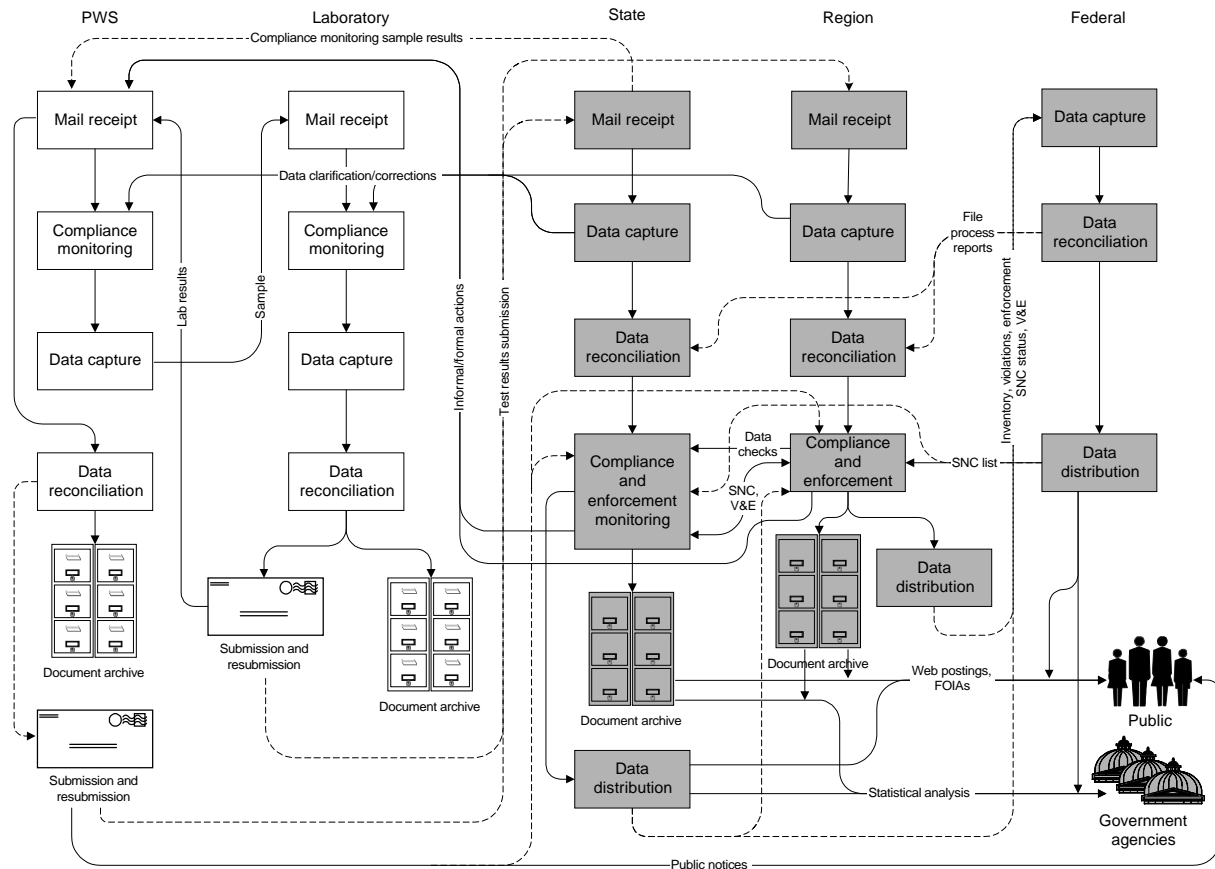 PWS
Laboratory
State
Region
Federal
Compliance monitoring sample results
Mail receipt
Mail receipt
Mail receipt
Mail receipt
Data capture
Data clarification/corrections
Compliance
monitoring
Compliance
monitoring
Data capture
Data capture
File
process
reports
Data
reconciliation
Lab results
Sample
Informal/formal actions
Test results submission
Inventory, violations, enforcement
SNC status, V&E
Data capture
Data capture
Data
reconciliation
Data
reconciliation
Data
reconciliation
Data
reconciliation
Compliance
and
enforcement
monitoring
Data
checks
SNC,
V&E
Compliance
and
enforcement
SNC list
Data
distribution
Data
distribution
Document archive
Submission and
resubmission
Document archive
Document archive
Document archive
Web postings,
FOIAs
Public
Submission and
resubmission
Data
distribution
Statistical analysis
Government
agencies
Public notices